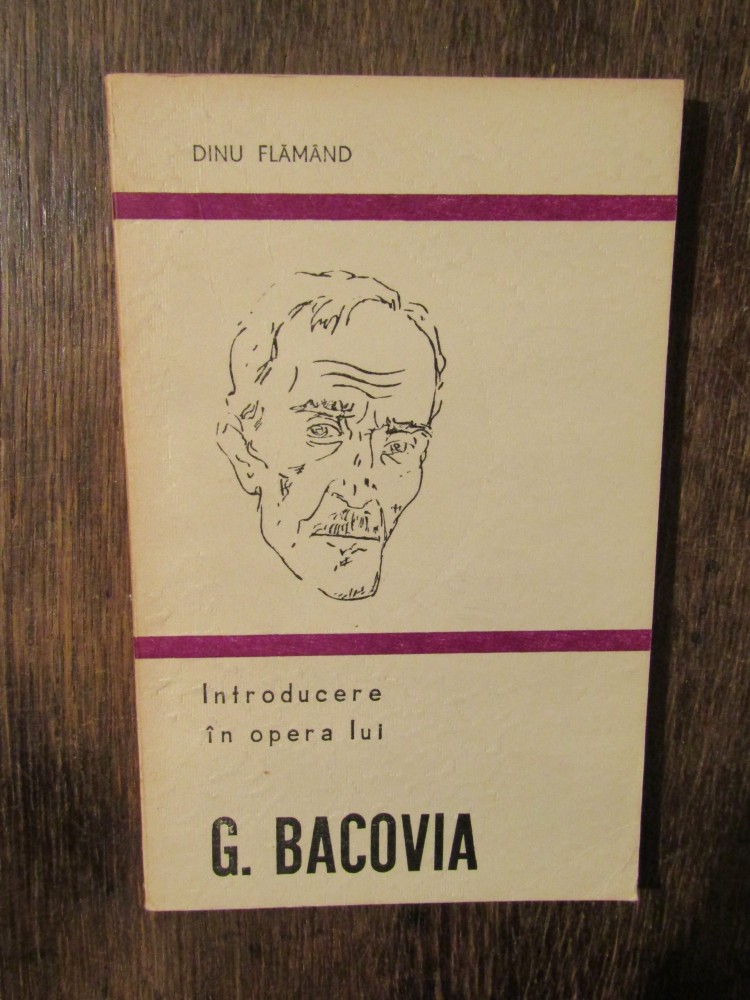 DINU FLĂMÂND
Introducere
în opera lui
G. BACOVIA